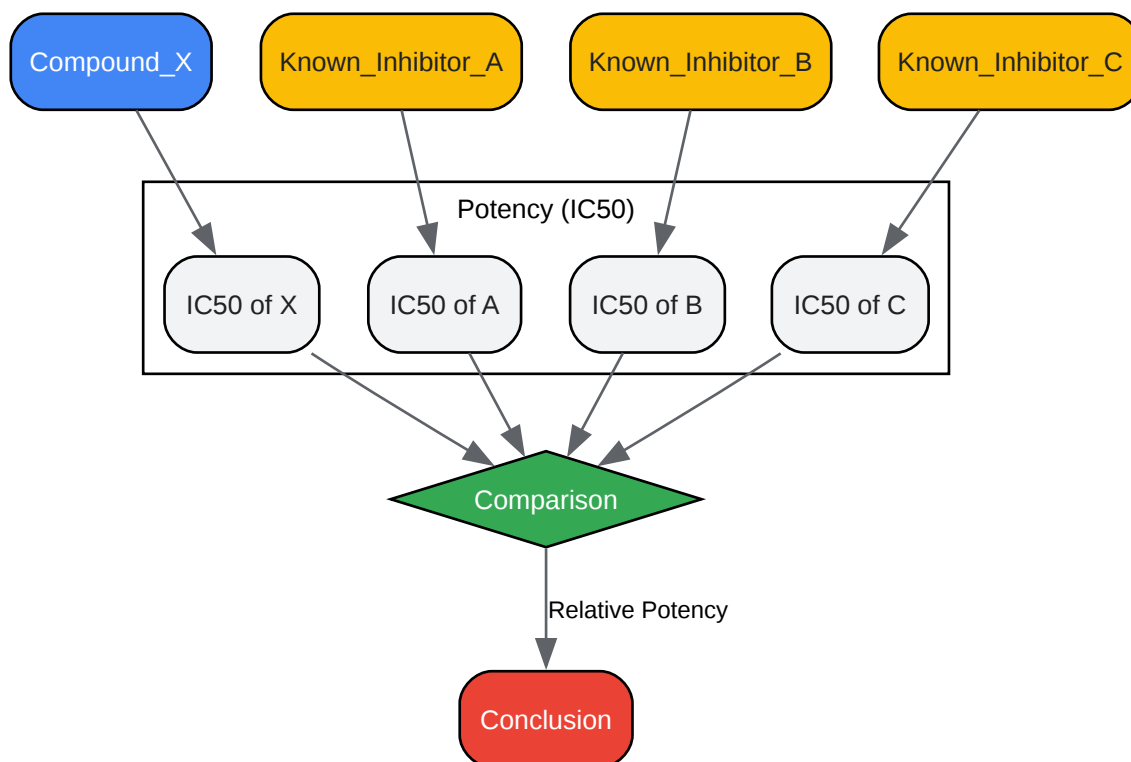 Compound_X
Known_Inhibitor_A
Known_Inhibitor_B
Known_Inhibitor_C
Potency (IC50)
IC50 of X
IC50 of A
IC50 of B
IC50 of C
Comparison
Relative Potency
Conclusion